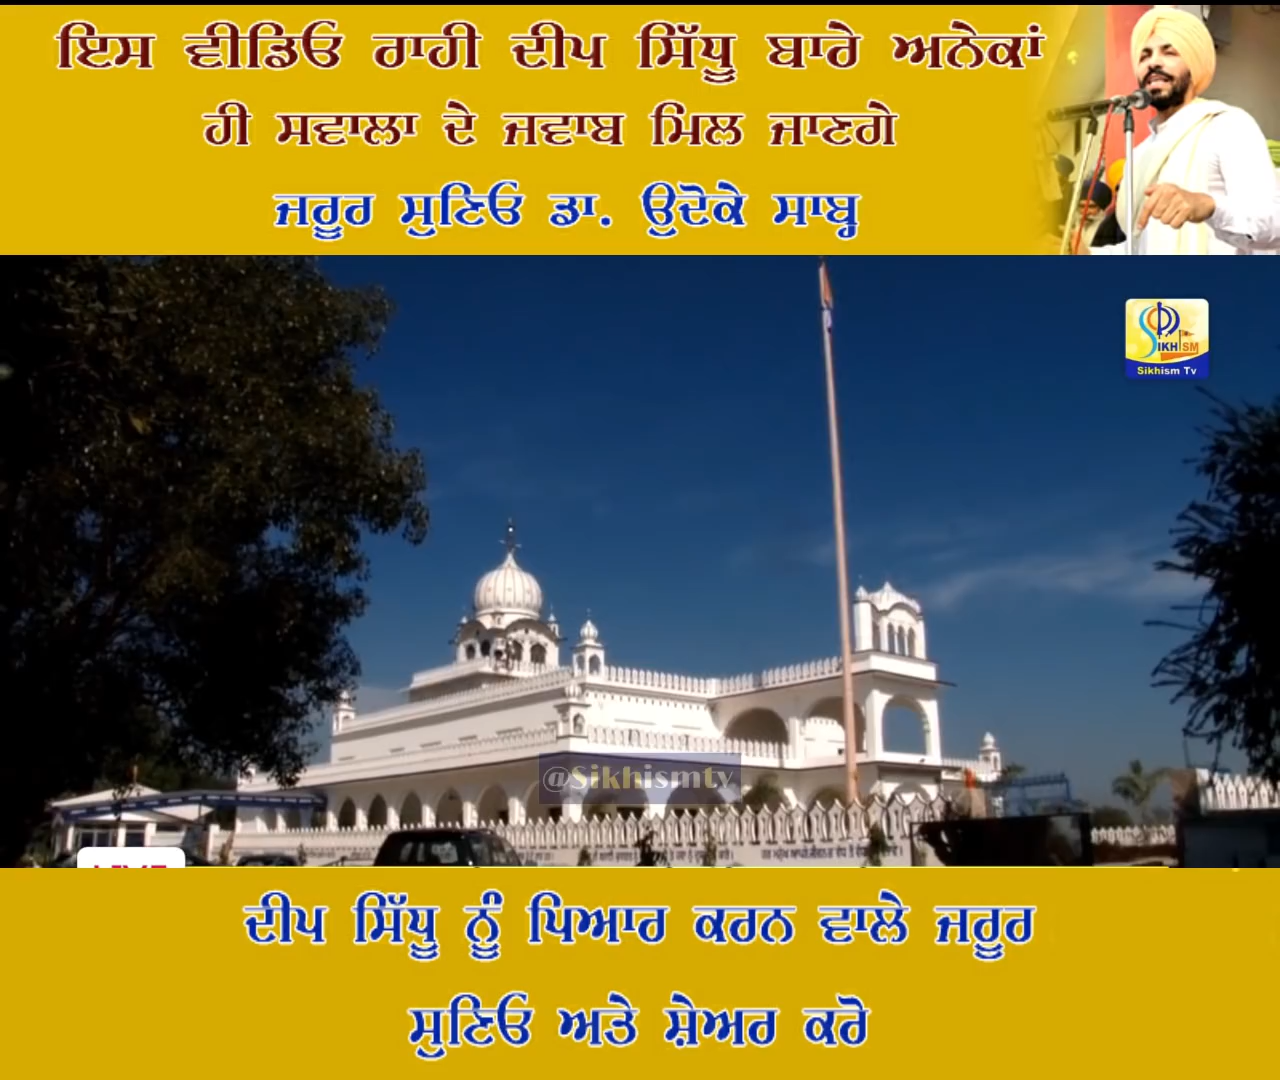 ਇਸ ਵੀਡਿਓ ਰਾਹੀ ਦੀਪ ਸਿੱਧੂ ਬਾਰੇ ਅਨੇਕਾਂ
ਹੀ ਸਵਾਲਾ ਦੇ ਜਵਾਬ ਮਿਲ ਜਾਣਗੇ
ਜਰੂਰ ਸੁਣਿਓ ਡਾ. ਉਦੋਕੇ ਸਾਬ੍ਹ
SIKHISM
Sikhism Tv
@Sikhismtv
ਦੀਪ ਸਿੱਧੂ ਨੂੰ ਪਿਆਰ ਕਰਨ ਵਾਲੇ ਜਰੂਰ
ਸੁਣਿਓ ਅਤੇ ਸ਼ੇਅਰ ਕਰੋ